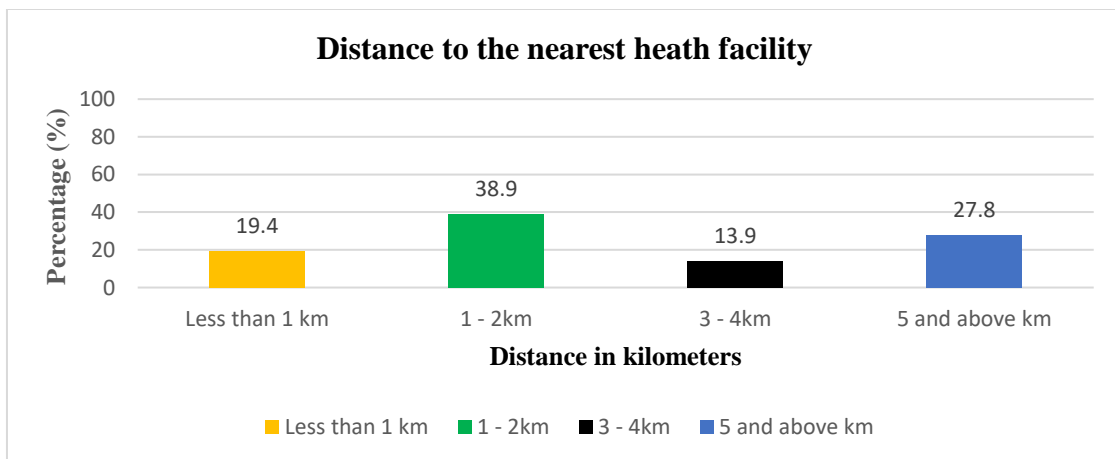 Distance to the nearest heath facility
Percentage (%)
100
80
60
40
20
0
19.4
38.9
13.9
27.8
Less than 1 km
1 - 2km
3 - 4km
5 and above km
Distance in kilometers
Less than 1 km
1 - 2km
3 - 4km
5 and above km